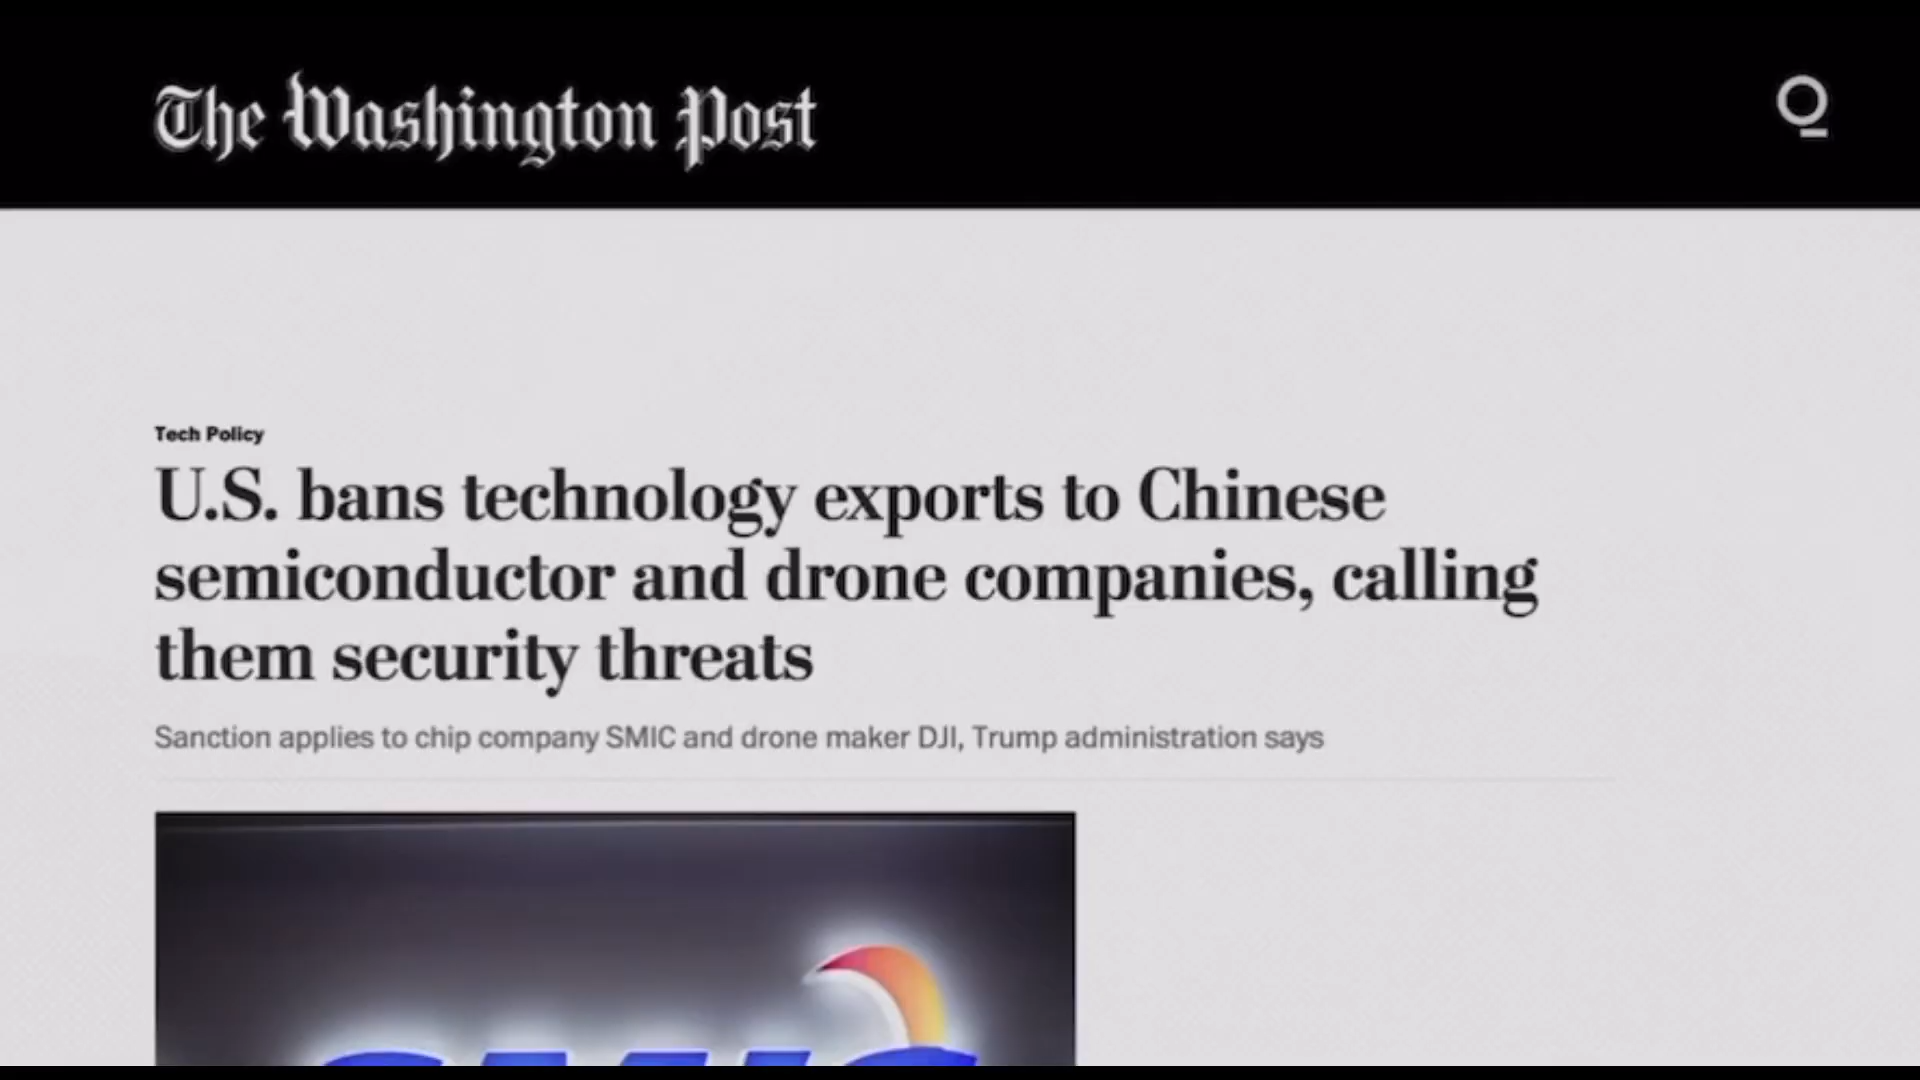 The Washington Post
Tech Policy
U.S. bans technology exports to Chinese
semiconductor and drone companies, calling
them security threats
Sanction applies to chip company SMIC and drone maker DJI, Trump administration says
SMIC